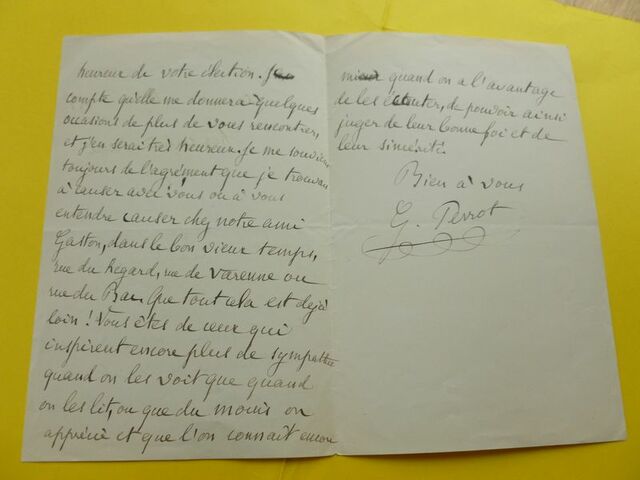 heureux de votre élection. Je
compte qu'elle me donnera quelques
occasions de plus de vous rencontrer,
et j'en serai très heureux. Je me souviens
toujours de l'agrément que je trouvais
à causer avec vous ou à vous
entendre causer chez notre ami
Gaston, dans le bon vieux temps,
rue du Regard, rue de Varenne ou
rue du Bac. Que tout cela est dejà
loin ! Vous êtes de ceux qui
inspirent encore plus de sympathie
quand on les voit que quand
on les lit, ou que du moins on
apprécie et que l'on connaît encore
mieux quand on a l'avantage
de les écouter, de pouvoir ainsi
juger de leur bonne foi et de
leur sincérité.
Bien à vous
G. Perrot